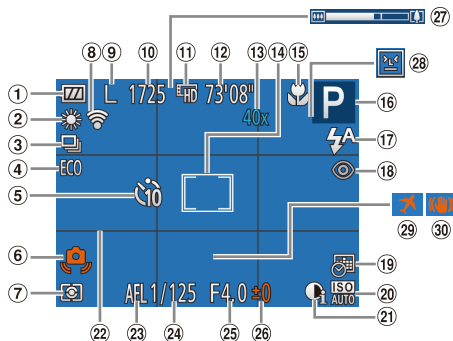 ⑧ ⑨ ⑩ ⑪ ⑫ ⑬ ⑭ ⑮ ㉗
① L 1725 HD 73'08" P ⑯ ㉘
② 40x
③ A ⑰
④ ECO ⑱
⑤ 10
㉙ ㉚
⑥ ⑲
⑦ AFL 1/125 F4.0 ±0 i ISO AUTO ⑳
㉒ ㉓ ㉔ ㉕ ㉖ ㉑